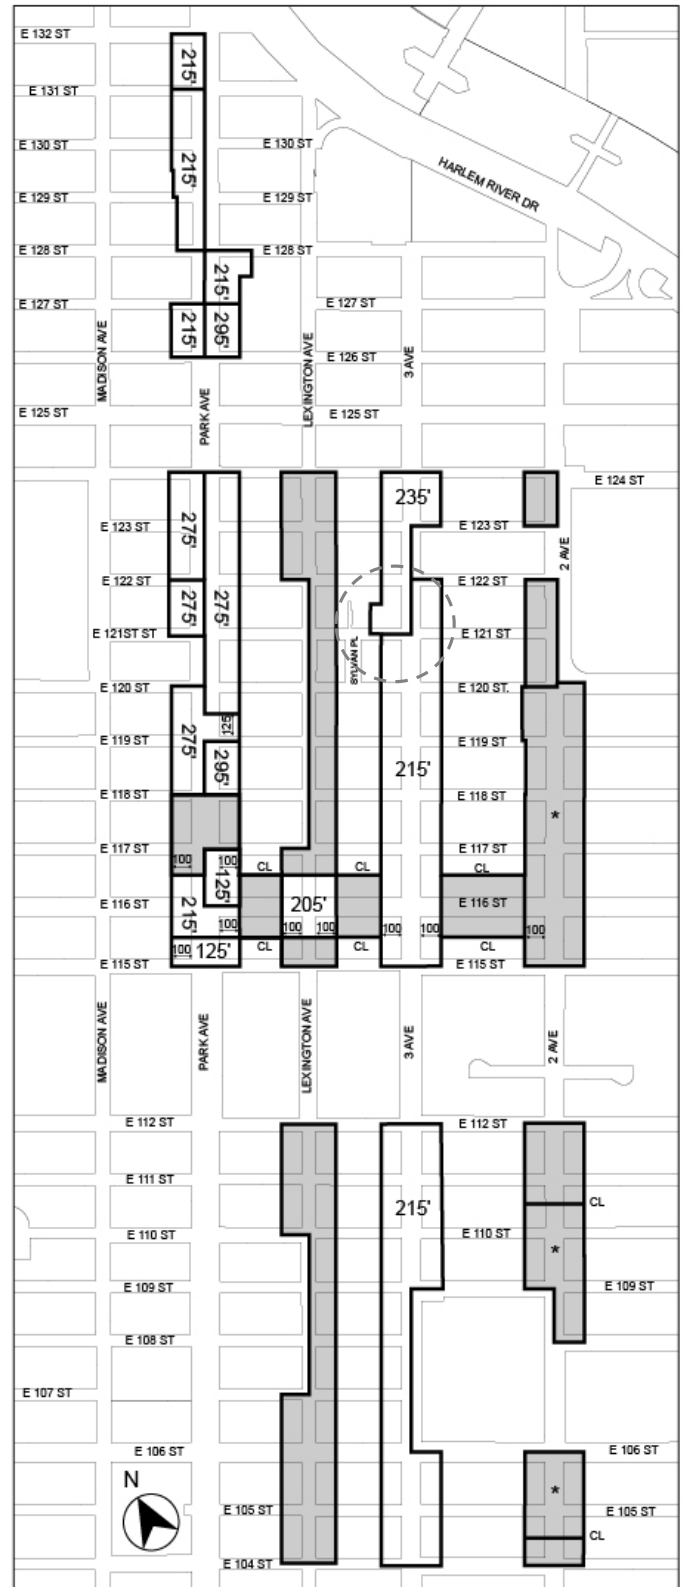 E 132 ST
215'
E 131 ST
E 130 ST
E 130 ST
215'
HARLEM RIVER DR
E 129 ST
E 129 ST
E 128 ST
E 128 ST
215'
E 127 ST
E 127 ST
215'
295'
MADISON AVE
LEXINGTON AVE
3 AVE
E 126 ST
PARK AVE
E 125 ST
E 125 ST
E 124 ST
235'
275'
E 123 ST
E 123 ST
2 AVE
E 122 ST
E 122 ST
275'
275'
E 121ST ST
E 121 ST
SYLVAN PL
E 120 ST
E 120 ST.
125
275'
E 119 ST
E 119 ST
295'
215'
E 118 ST
E 118 ST
*
E 117 ST
E 117 ST
100
100
CL
CL
CL
125'
E 116 ST
215'
205'
E 116 ST
100
100
100
100
100
100
100
125'
CL
CL
CL
E 115 ST
E 115 ST
MADISON AVE
PARK AVE
LEXINGTON AVE
3 AVE
2 AVE
E 112 ST
E 112 ST
E 111 ST
215'
CL
E 110 ST
E 110 ST
*
E 109 ST
E 109 ST
E 108 ST
E 107 ST
E 106 ST
E 106 ST
N
*
E 105 ST
E 105 ST
CL
E 104 ST